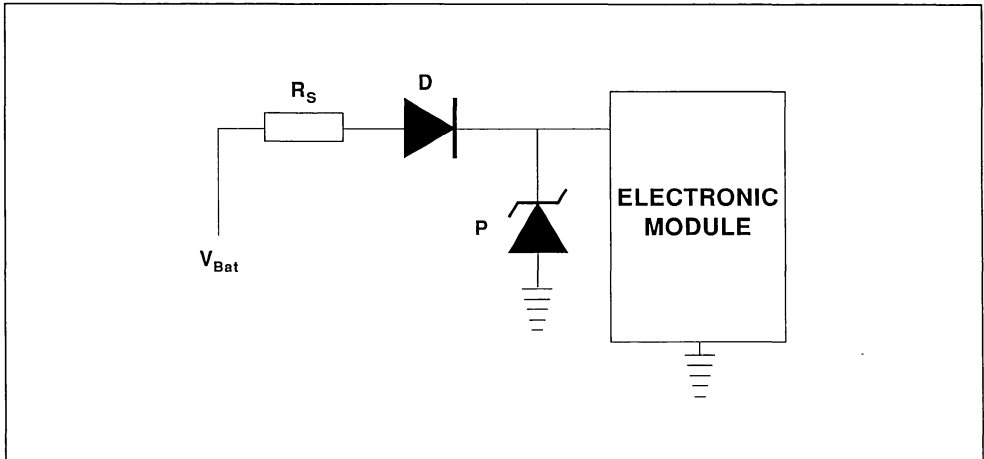 R_S
D
ELECTRONIC
MODULE
P
V_Bat